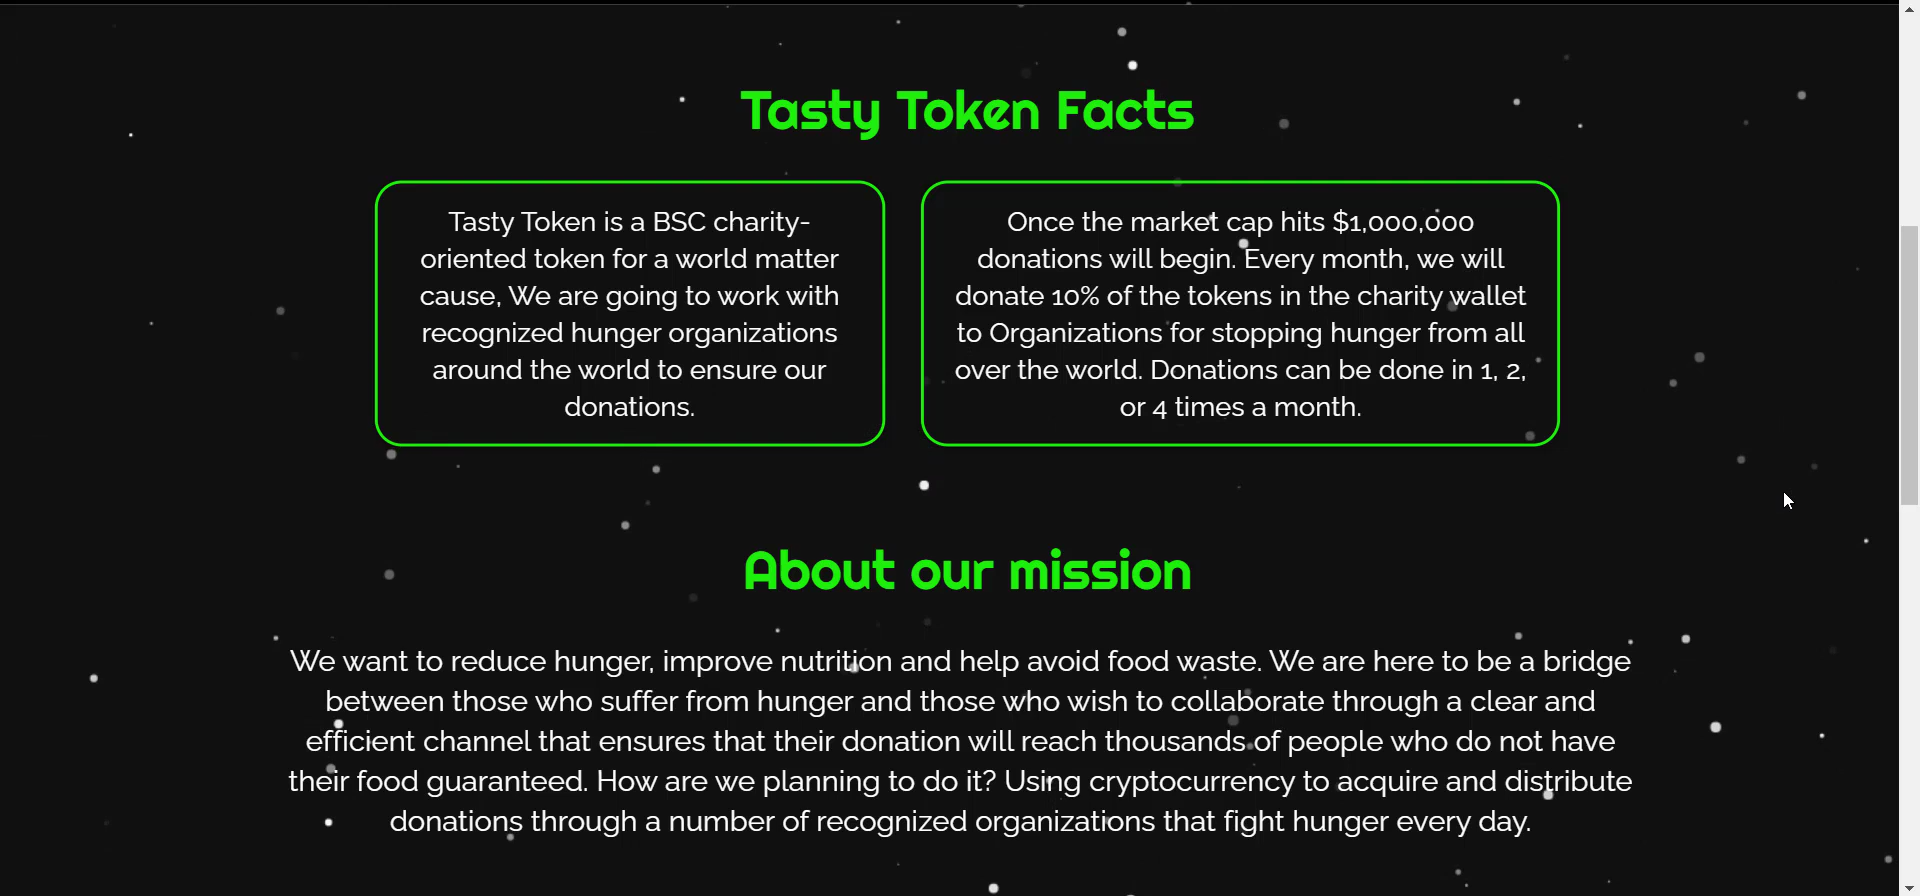 Tasty Token Facts
Tasty Token is a BSC charity-
oriented token for a world matter
cause, We are going to work with
recognized hunger organizations
around the world to ensure our
donations.
Once the market cap hits $1,000,000
donations will begin. Every month, we will
donate 10% of the tokens in the charity wallet
to Organizations for stopping hunger from all
over the world. Donations can be done in 1, 2,
or 4 times a month.
About our mission
We want to reduce hunger, improve nutrition and help avoid food waste. We are here to be a bridge
between those who suffer from hunger and those who wish to collaborate through a clear and
efficient channel that ensures that their donation will reach thousands of people who do not have
their food guaranteed. How are we planning to do it? Using cryptocurrency to acquire and distribute
donations through a number of recognized organizations that fight hunger every day.